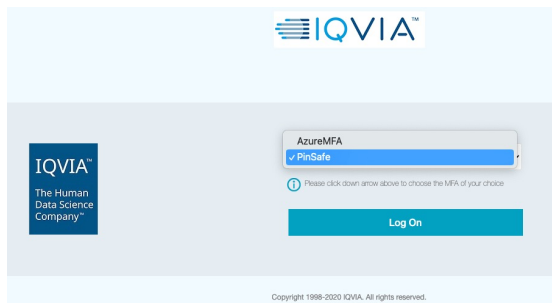 IQVIA™
AzureMFA
✓ PinSafe
IQVIA™
The Human
Data Science
Company™
Please click down arrow above to choose the MFA of your choice
Log On
Copyright 1998-2020 IQVIA. All rights reserved.